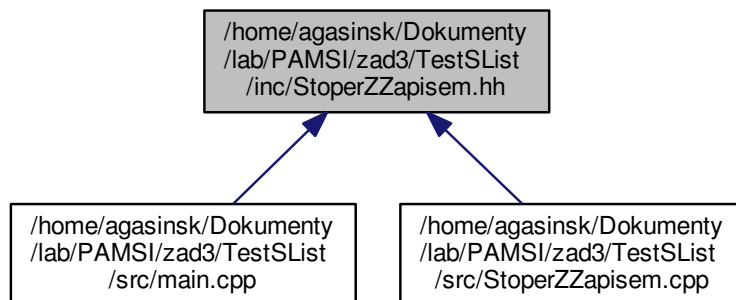 /home/agasinsk/Dokumenty
/lab/PAMSI/zad3/TestSList
/inc/StoperZZapisem.hh
/home/agasinsk/Dokumenty
/lab/PAMSI/zad3/TestSList
/src/main.cpp
/home/agasinsk/Dokumenty
/lab/PAMSI/zad3/TestSList
/src/StoperZZapisem.cpp